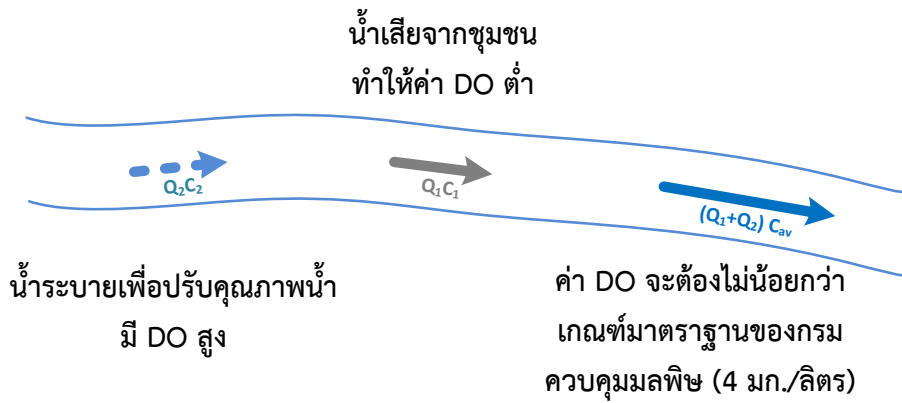 น้ำเสียจากชุมชน
ทำให้ค่า DO ต่ำ
Q₂C₂
Q₁C₁
(Q₁+Q₂) Cₐᵥ
น้ำระบายเพื่อปรับคุณภาพน้ำ
มี DO สูง
ค่า DO จะต้องไม่น้อยกว่า
เกณฑ์มาตราฐานของกรม
ควบคุมมลพิษ (4 มก./ลิตร)